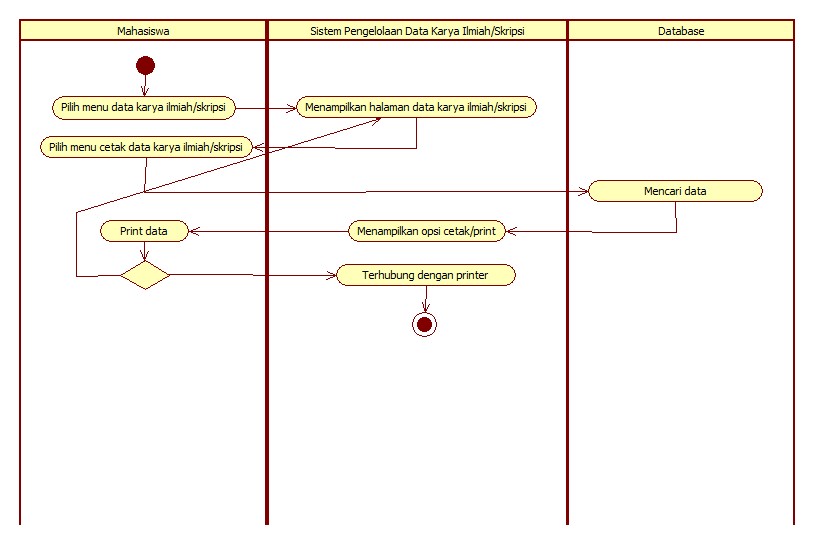 Mahasiswa
Sistem Pengelolaan Data Karya Ilmiah/Skripsi
Database
Pilih menu data karya ilmiah/skripsi
Menampilkan halaman data karya ilmiah/skripsi
Pilih menu cetak data karya ilmiah/skripsi
Mencari data
Print data
Menampilkan opsi cetak/print
Terhubung dengan printer